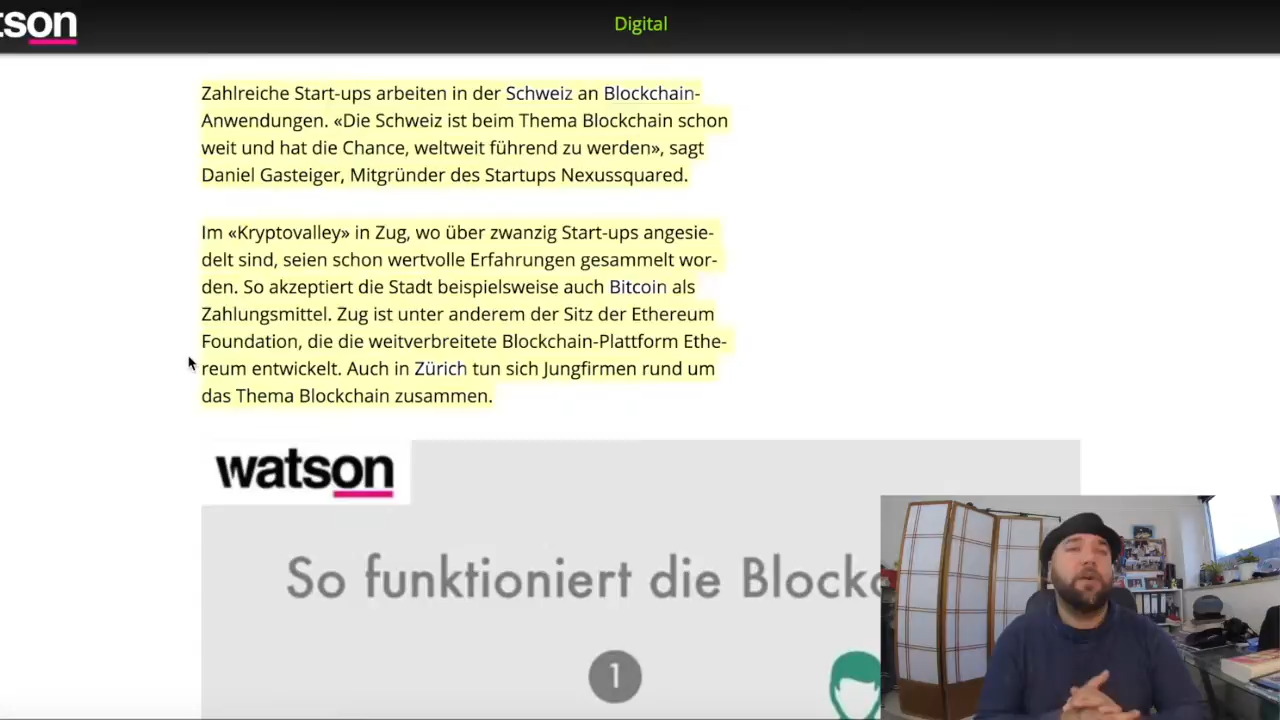 tson
Digital
Zahlreiche Start-ups arbeiten in der Schweiz an Blockchain-
Anwendungen. «Die Schweiz ist beim Thema Blockchain schon
weit und hat die Chance, weltweit führend zu werden», sagt
Daniel Gasteiger, Mitgründer des Startups Nexussquared.
Im «Kryptovalley» in Zug, wo über zwanzig Start-ups angesie-
delt sind, seien schon wertvolle Erfahrungen gesammelt wor-
den. So akzeptiert die Stadt beispielsweise auch Bitcoin als
Zahlungsmittel. Zug ist unter anderem der Sitz der Ethereum
Foundation, die die weitverbreitete Blockchain-Plattform Ethe-
reum entwickelt. Auch in Zürich tun sich Jungfirmen rund um
das Thema Blockchain zusammen.
watson
So funktioniert die Blockc
1